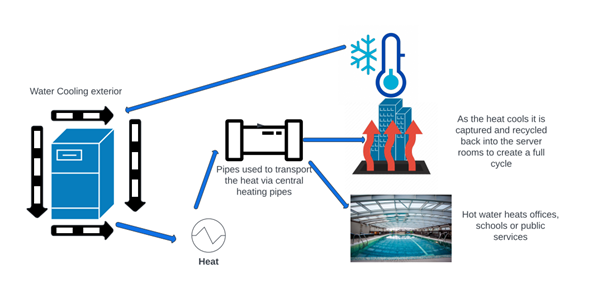 Water Cooling exterior
As the heat cools it is
captured and recycled
back into the server
rooms to create a full
cycle
Pipes used to transport
the heat via central
heating pipes
Hot water heats offices,
schools or public
services
Heat